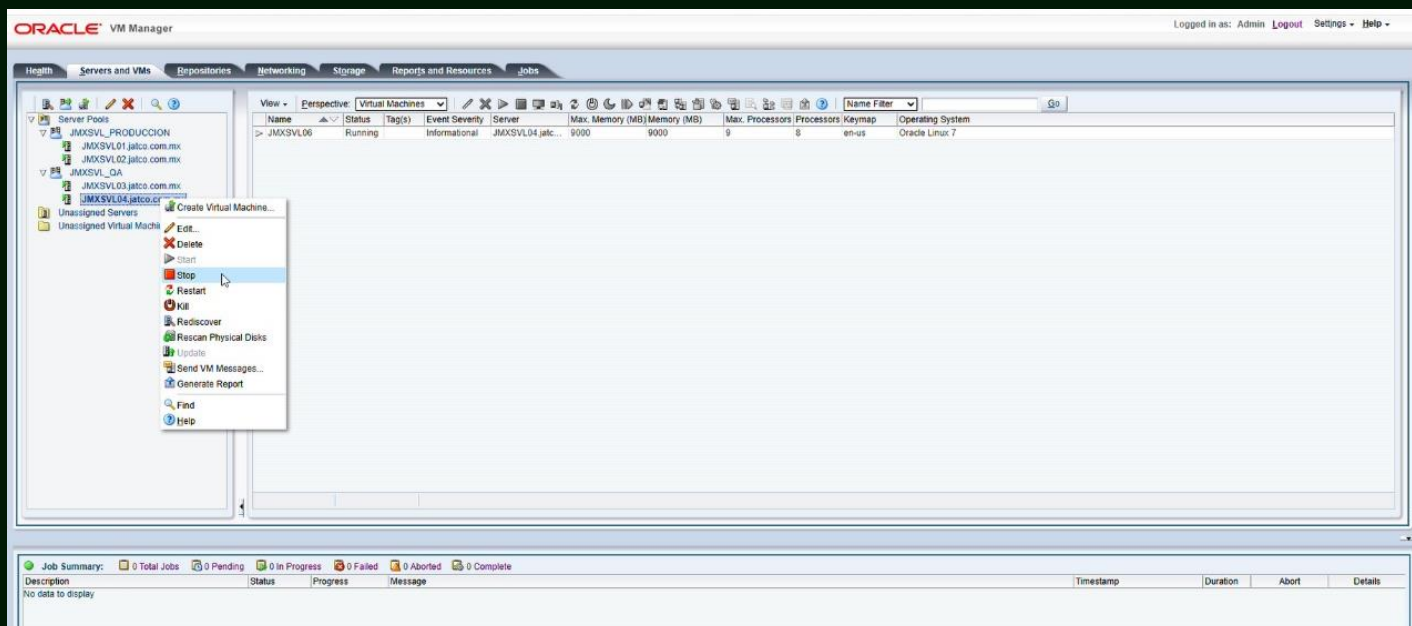 ORACLE VM Manager
Logged in as: Admin Logout Settings Help
Health Servers and VMs Repositories Networking Storage Reports and Resources Jobs
View Perspective: Virtual Machines Name Filter Go
Name Status Tag(s) Event Severity Server Max. Memory (MB) Memory (MB) Max. Processors Processors Keymap Operating System
JMXSVL06 Running Informational JMXSVL04.jatc... 9000 9000 9 8 en-us Oracle Linux 7
Server Pools
JMXSVL_PRODUCCION
JMXSVL01.jatco.com.mx
JMXSVL02.jatco.com.mx
JMXSVL_QA
JMXSVL03.jatco.com.mx
JMXSVL04.jatco.com.mx
Unassigned Servers
Unassigned Virtual Machi
Create Virtual Machine...
Edit...
Delete
Start
Stop
Restart
Kill
Rediscover
Rescan Physical Disks
Update
Send VM Messages...
Generate Report
Find
Help
Job Summary: 0 Total Jobs 0 Pending 0 In Progress 0 Failed 0 Aborted 0 Complete
Description Status Progress Message Timestamp Duration Abort Details
No data to display